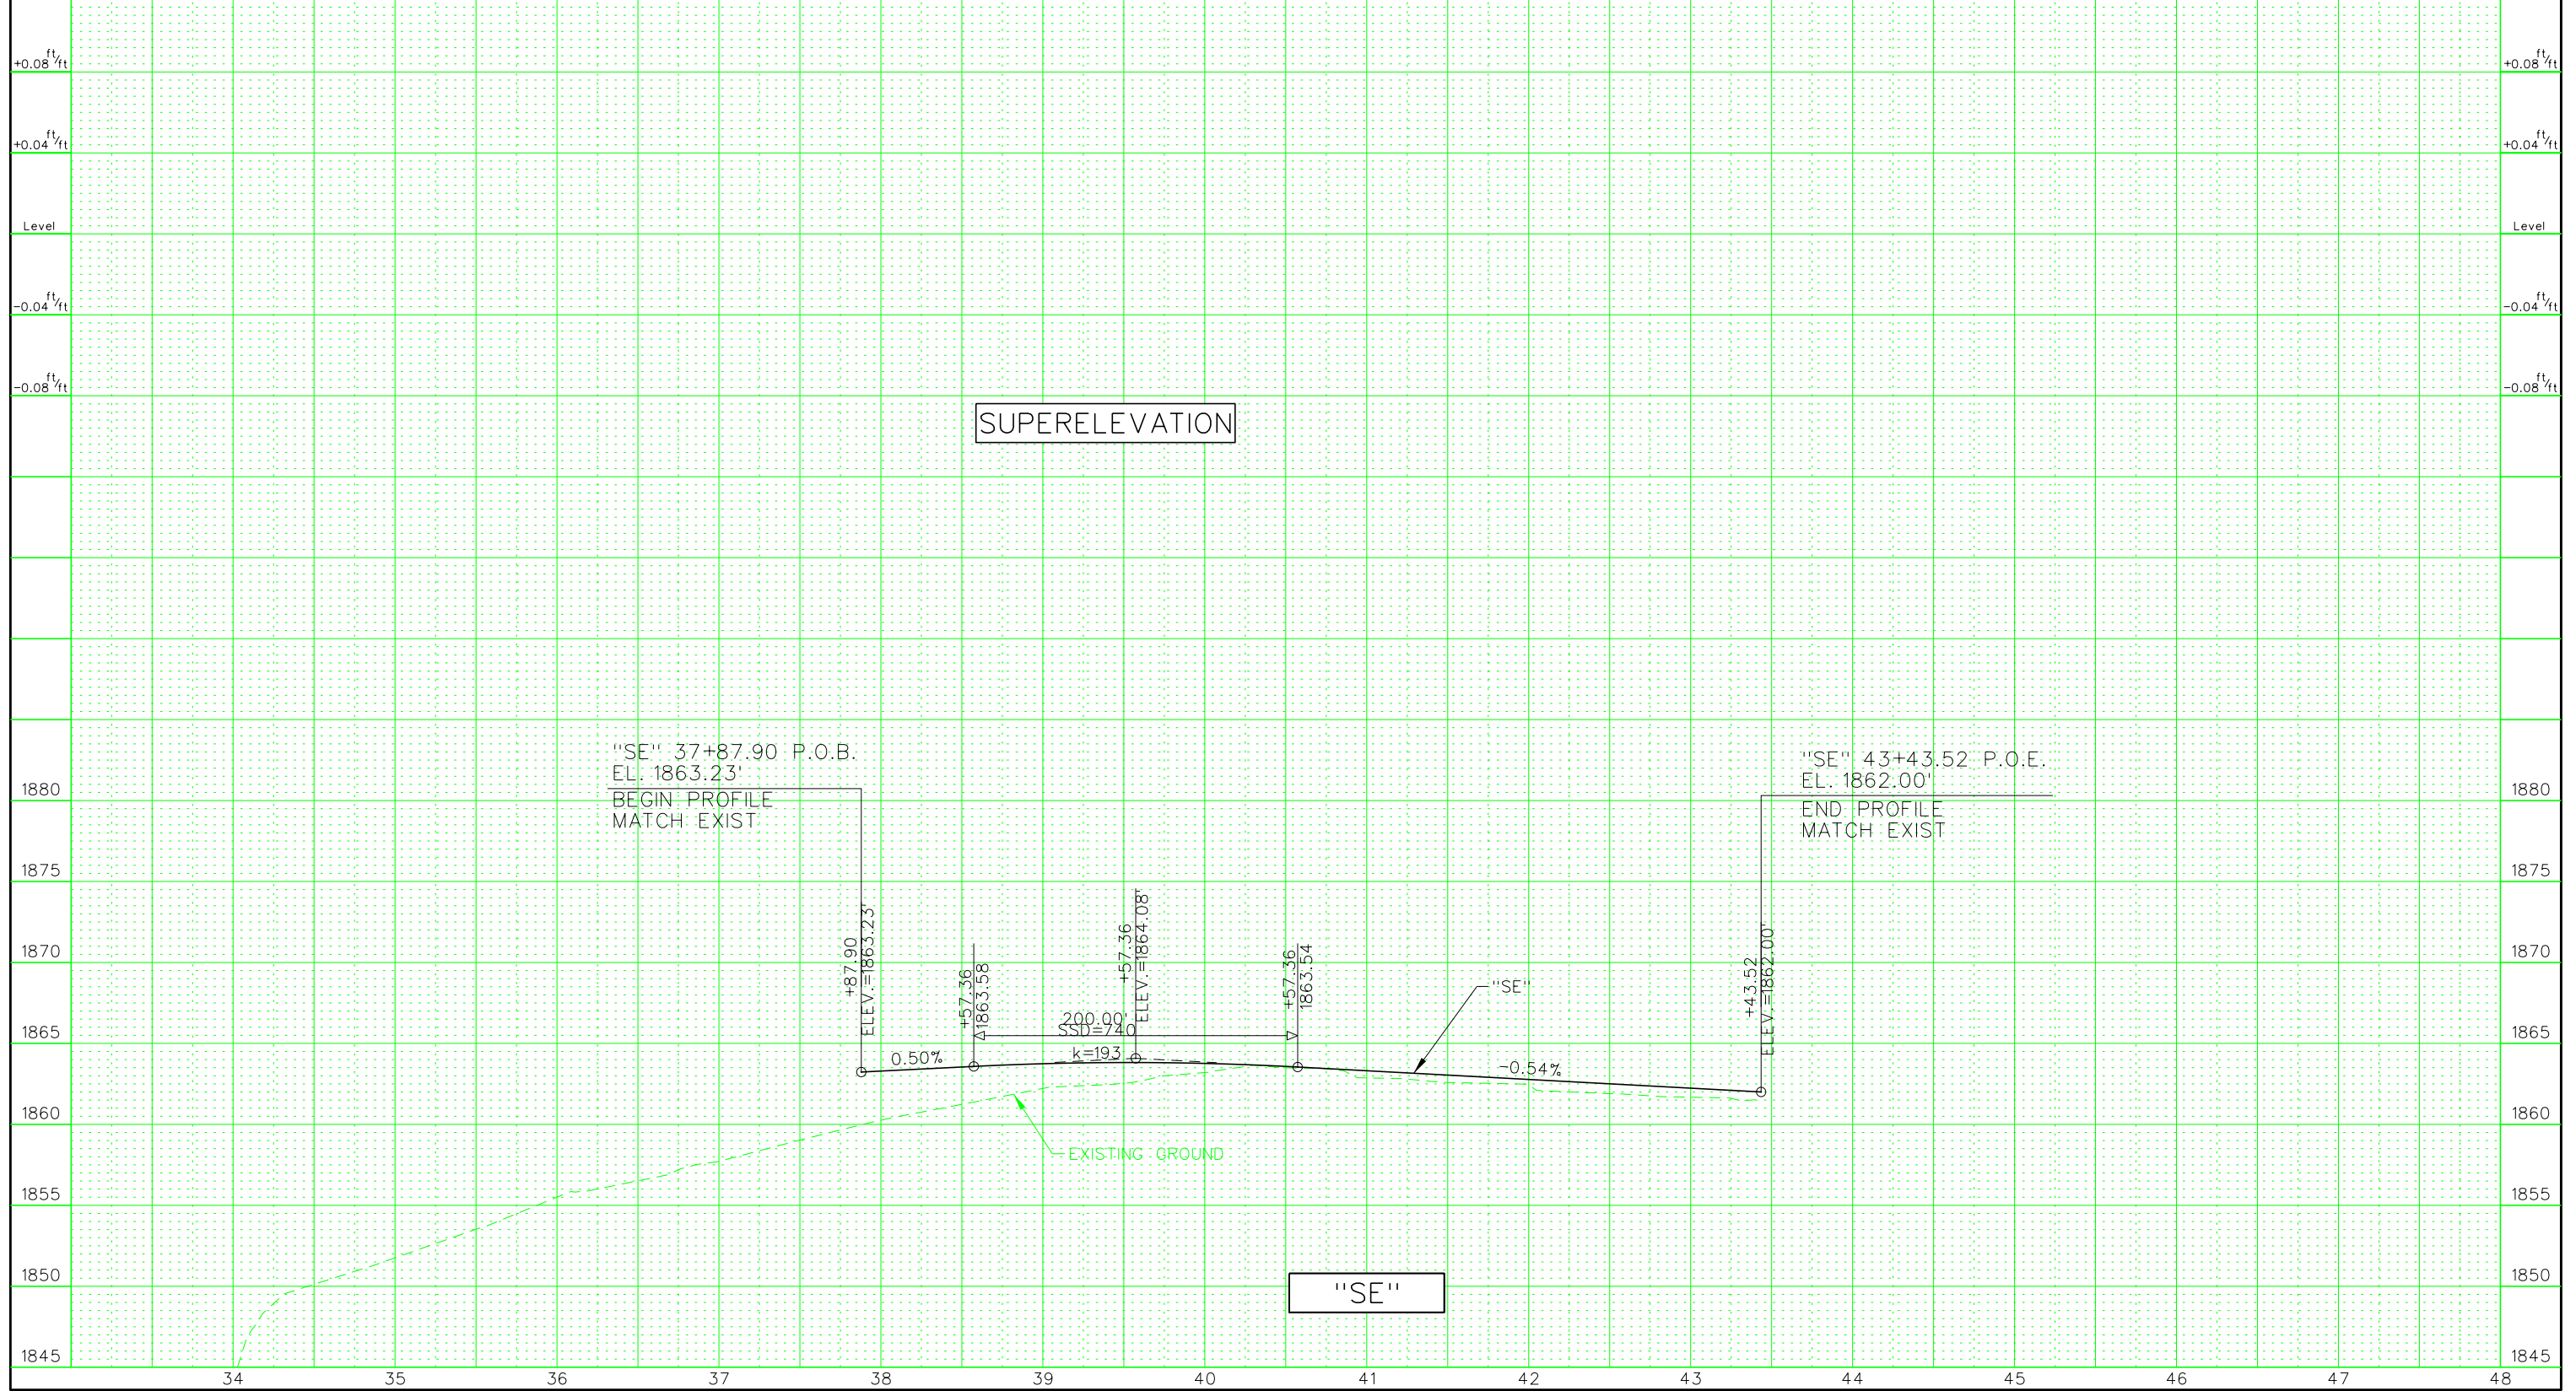 +0.08 ft/ft
+0.08 ft/ft
+0.04 ft/ft
+0.04 ft/ft
Level
Level
-0.04 ft/ft
-0.04 ft/ft
-0.08 ft/ft
-0.08 ft/ft
SUPERELEVATION
"SE" 37+87.90 P.O.B.
EL. 1863.23'
BEGIN PROFILE
MATCH EXIST
"SE" 43+43.52 P.O.E.
EL. 1862.00'
END PROFILE
MATCH EXIST
1880
1880
1875
1875
1870
1870
1865
1865
1860
1860
1855
1855
1850
1850
1845
1845
+87.90
ELEV.=1863.23'
+57.36
1863.58
+57.36
ELEV.=1864.08'
+57.36
1863.54
+43.52
ELEV.=1862.00'
200.00'
SSD=740
k=193
0.50%
-0.54%
"SE"
EXISTING GROUND
"SE"
34 35 36 37 38 39 40 41 42 43 44 45 46 47 48